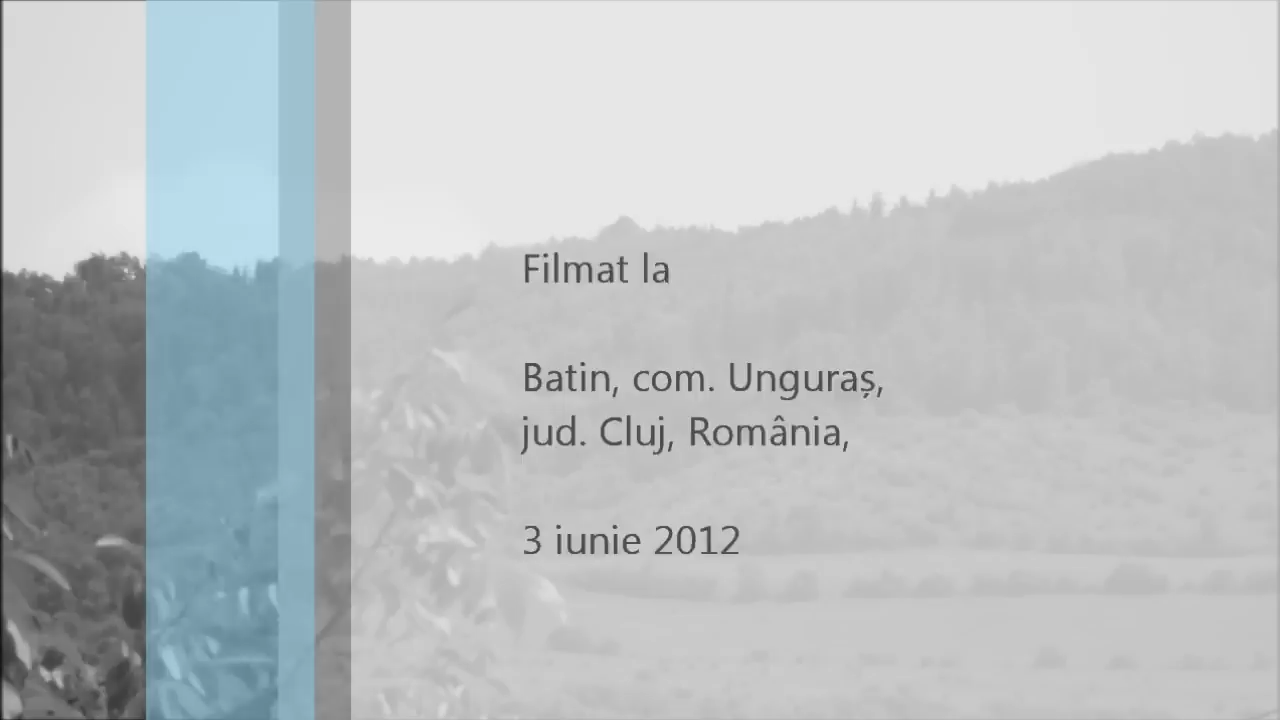 Filmat la
Batin, com. Unguraș,
jud. Cluj, România,
3 iunie 2012